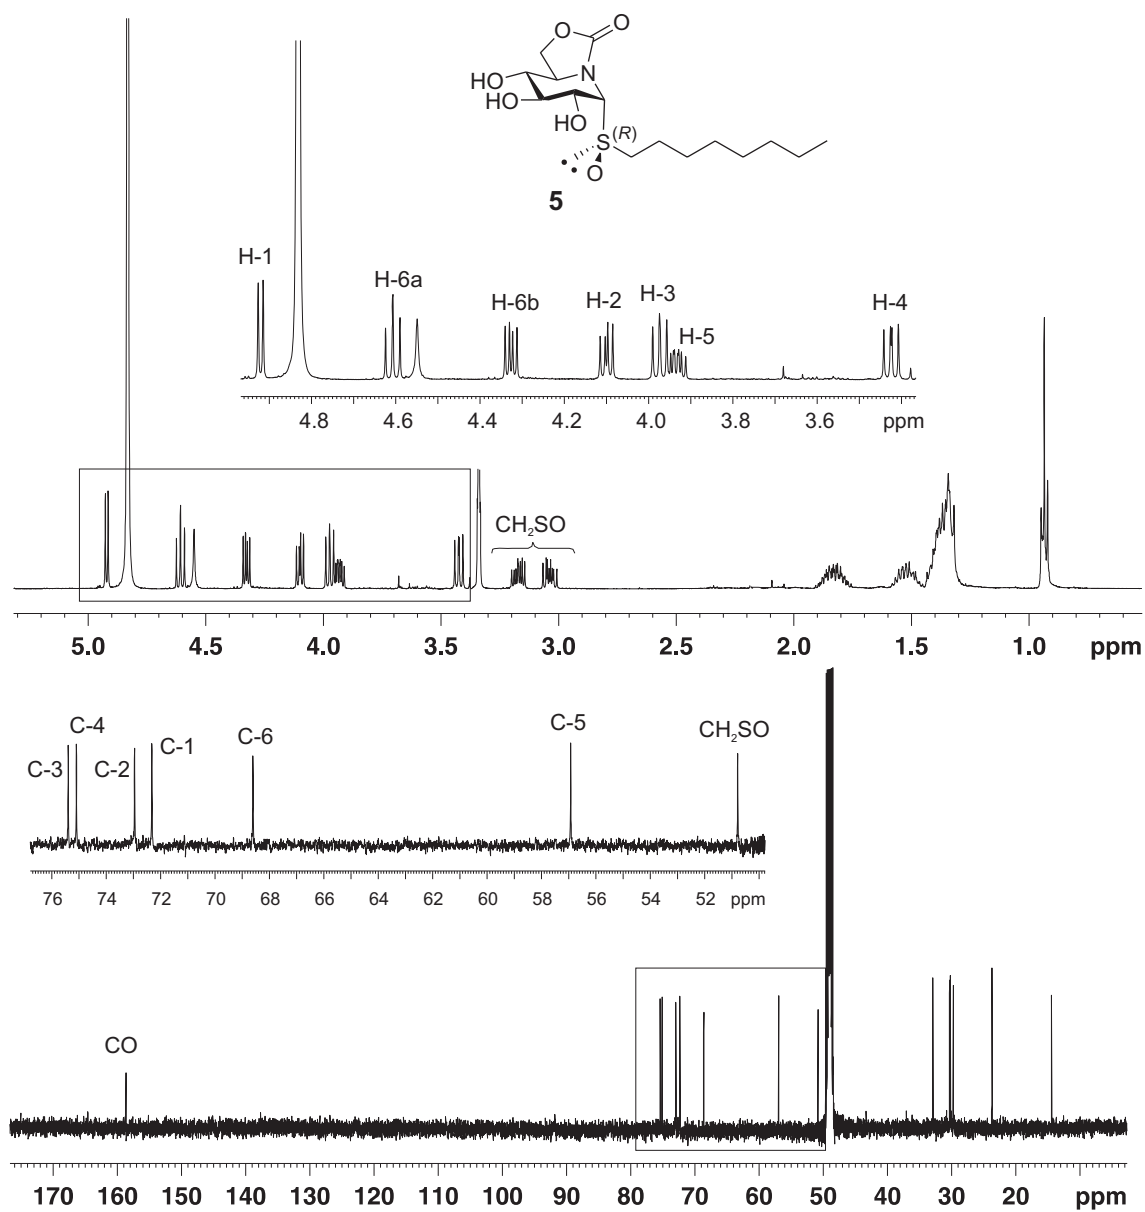 O
O
N
HO
HO
HO
S
(R)
O
5
H-1
H-6a
H-6b
H-2
H-3
H-5
H-4
4.8 4.6 4.4 4.2 4.0 3.8 3.6 ppm
CH₂SO
5.0 4.5 4.0 3.5 3.0 2.5 2.0 1.5 1.0 ppm
C-4
C-3
C-2
C-1
C-6
C-5
CH₂SO
76 74 72 70 68 66 64 62 60 58 56 54 52 ppm
CO
170 160 150 140 130 120 110 100 90 80 70 60 50 40 30 20 ppm